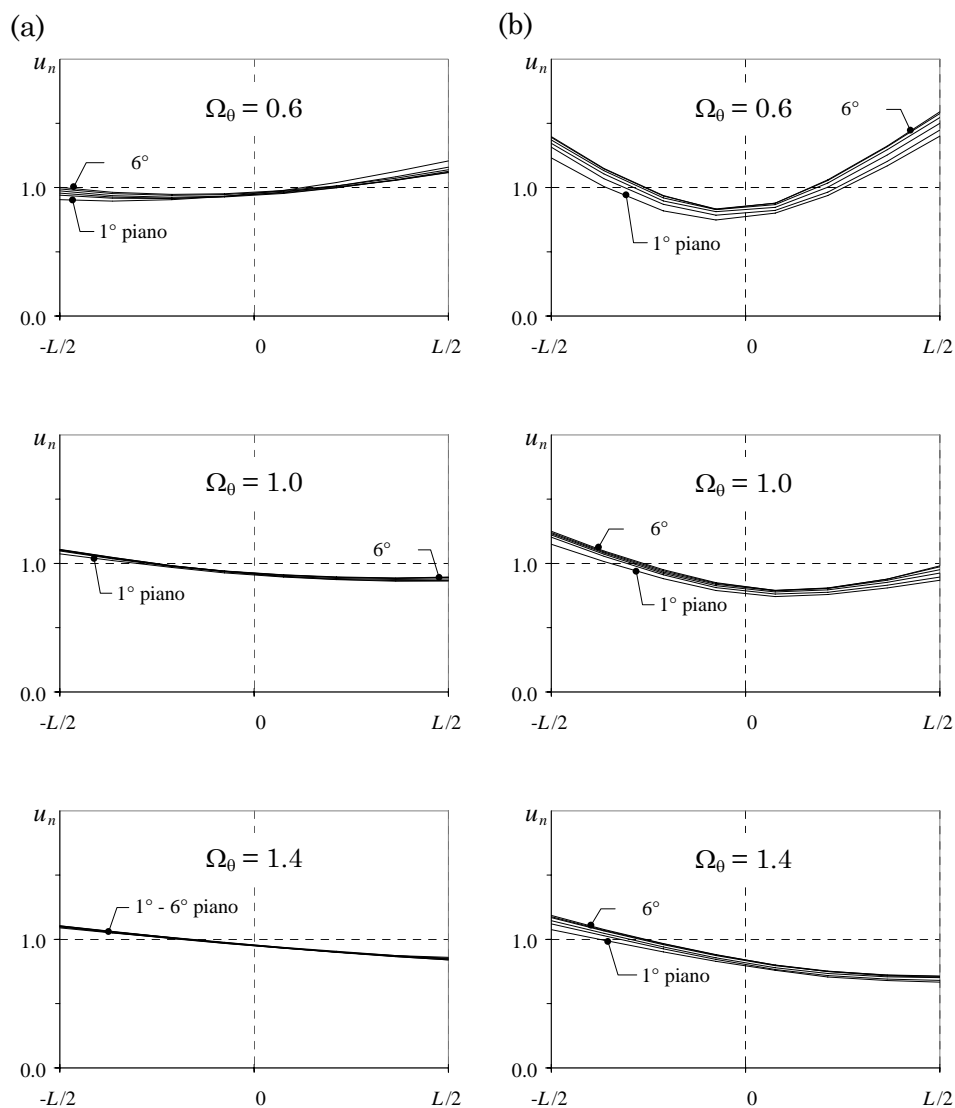 (a)
u_n
Ω_θ = 0.6
6°
1.0
1° piano
0.0
-L/2 0 L/2
u_n
Ω_θ = 1.0
6°
1.0
1° piano
0.0
-L/2 0 L/2
u_n
Ω_θ = 1.4
1° - 6° piano
1.0
0.0
-L/2 0 L/2
(b)
u_n
Ω_θ = 0.6
6°
1.0
1° piano
0.0
-L/2 0 L/2
u_n
Ω_θ = 1.0
6°
1.0
1° piano
0.0
-L/2 0 L/2
u_n
Ω_θ = 1.4
6°
1.0
1° piano
0.0
-L/2 0 L/2